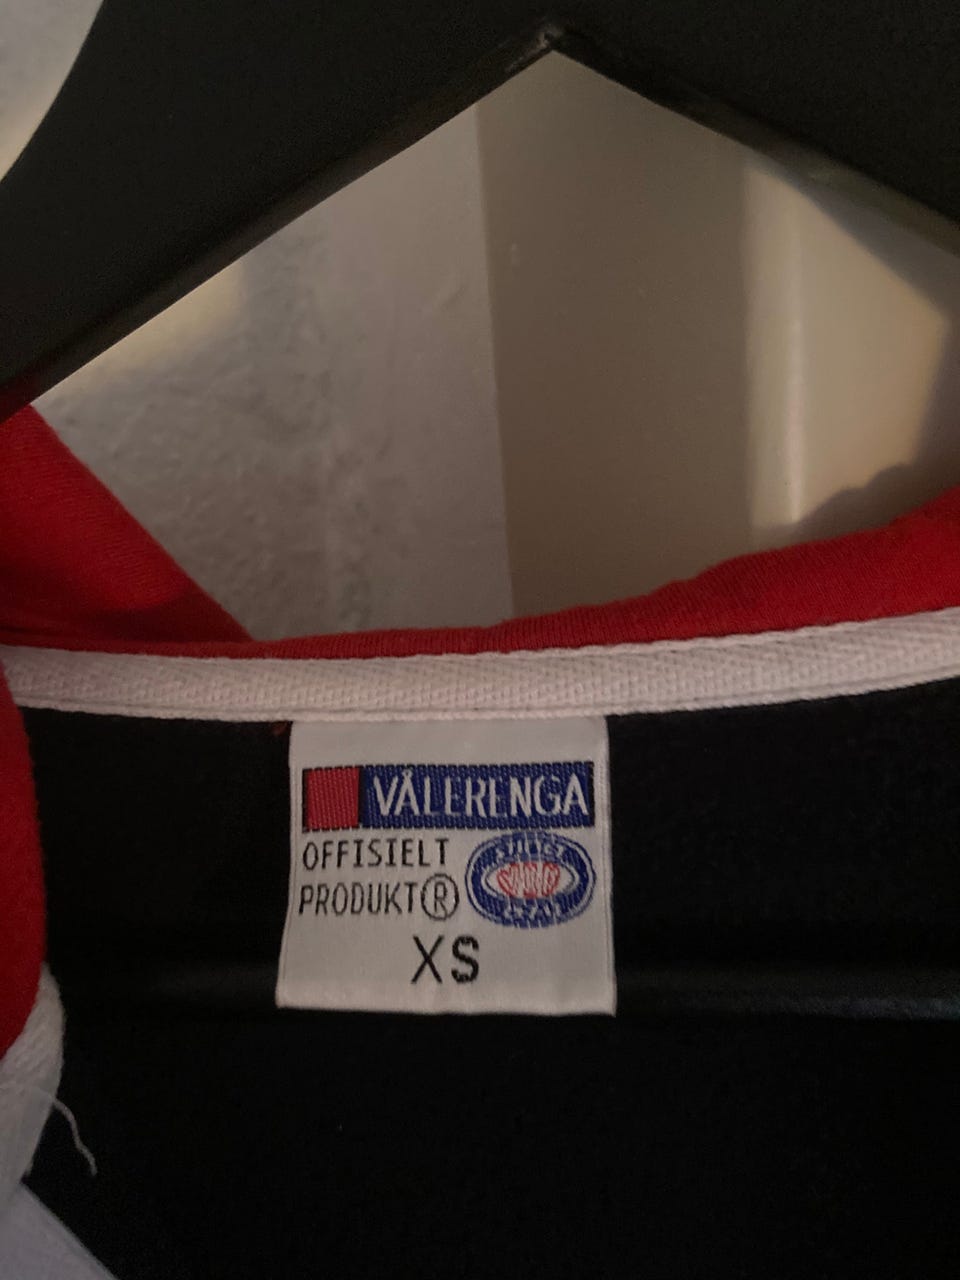 VÅLERENGA
OFFISIELT
PRODUKT®
XS